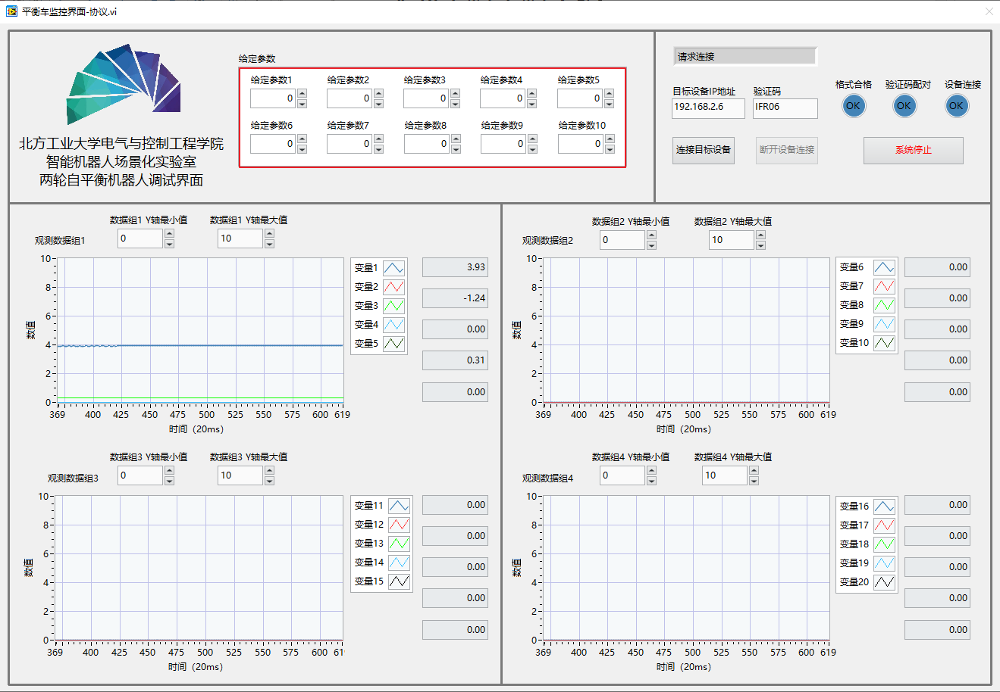 平衡车监控界面-协议.vi
北方工业大学电气与控制工程学院
智能机器人场景化实验室
两轮自平衡机器人调试界面
给定参数
给定参数1 给定参数2 给定参数3 给定参数4 给定参数5
0 0 0 0 0
给定参数6 给定参数7 给定参数8 给定参数9 给定参数10
0 0 0 0 0
请求连接
目标设备IP地址 验证码 格式合格 验证码配对 设备连接
192.168.2.6 IFR06 OK OK OK
连接目标设备 断开设备连接 系统停止
数据组1 Y轴最小值 数据组1 Y轴最大值
观测数据组1 0 10
数值
10
8
6
4
2
0
369 400 425 450 475 500 525 550 575 600 619
时间（20ms）
变量1 3.93
变量2 -1.24
变量3 0.00
变量4 0.31
变量5 0.00
数据组2 Y轴最小值 数据组2 Y轴最大值
观测数据组2 0 10
数值
10
8
6
4
2
0
369 400 425 450 475 500 525 550 575 600 619
时间（20ms）
变量6 0.00
变量7 0.00
变量8 0.00
变量9 0.00
变量10 0.00
数据组3 Y轴最小值 数据组3 Y轴最大值
观测数据组3 0 10
数值
10
8
6
4
2
0
369 400 425 450 475 500 525 550 575 600 61
时间（20ms）
变量11 0.00
变量12 0.00
变量13 0.00
变量14 0.00
变量15 0.00
数据组4 Y轴最小值 数据组4 Y轴最大值
观测数据组4 0 10
数值
10
8
6
4
2
0
369 400 425 450 475 500 525 550 575 600 619
时间（20ms）
变量16 0.00
变量17 0.00
变量18 0.00
变量19 0.00
变量20 0.00